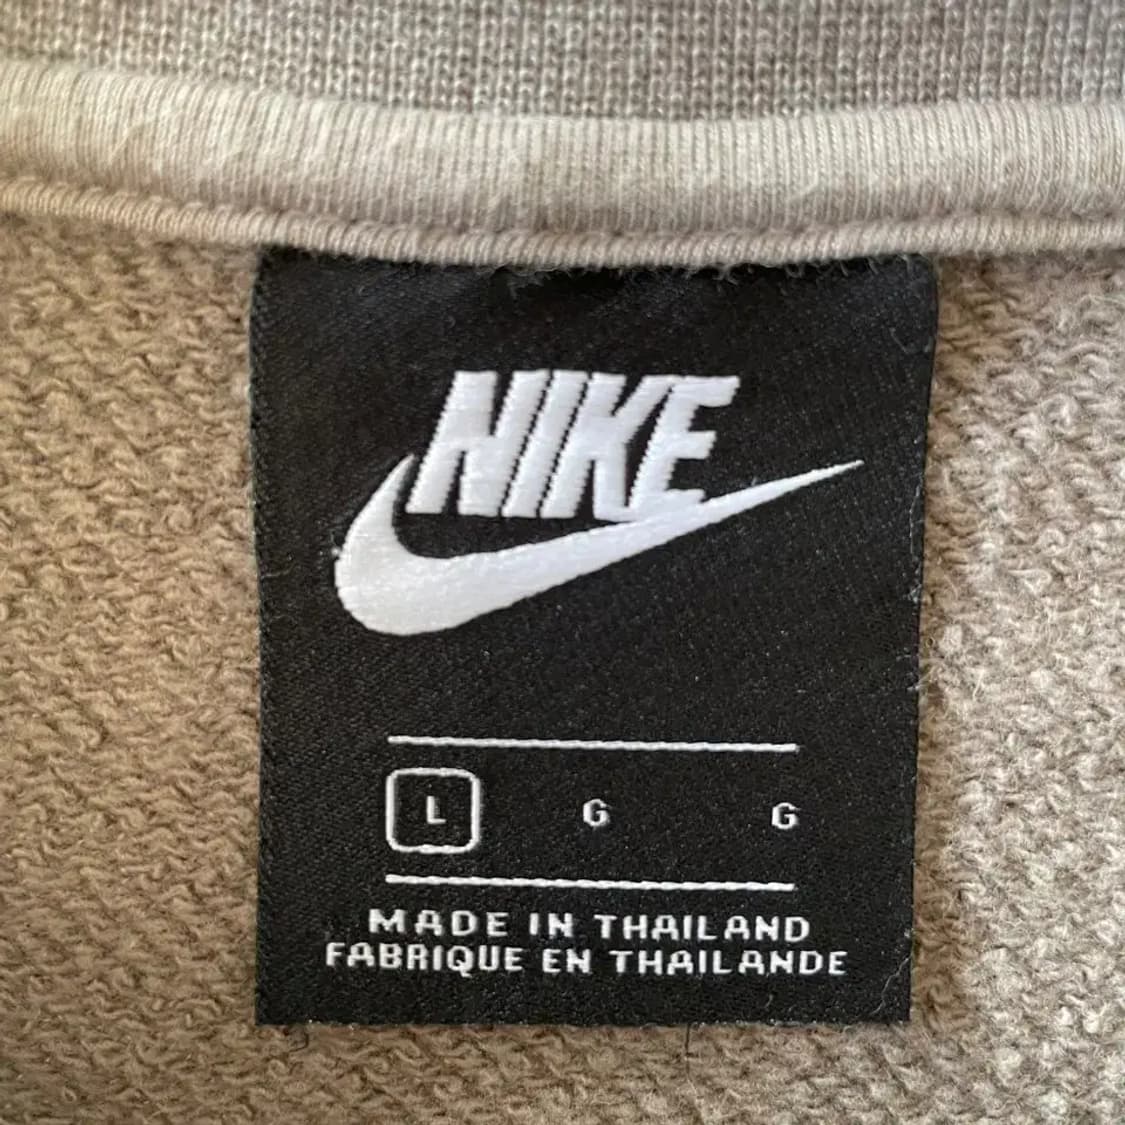 NIKE
L G G
MADE IN THAILAND
FABRIQUE EN THAILANDE